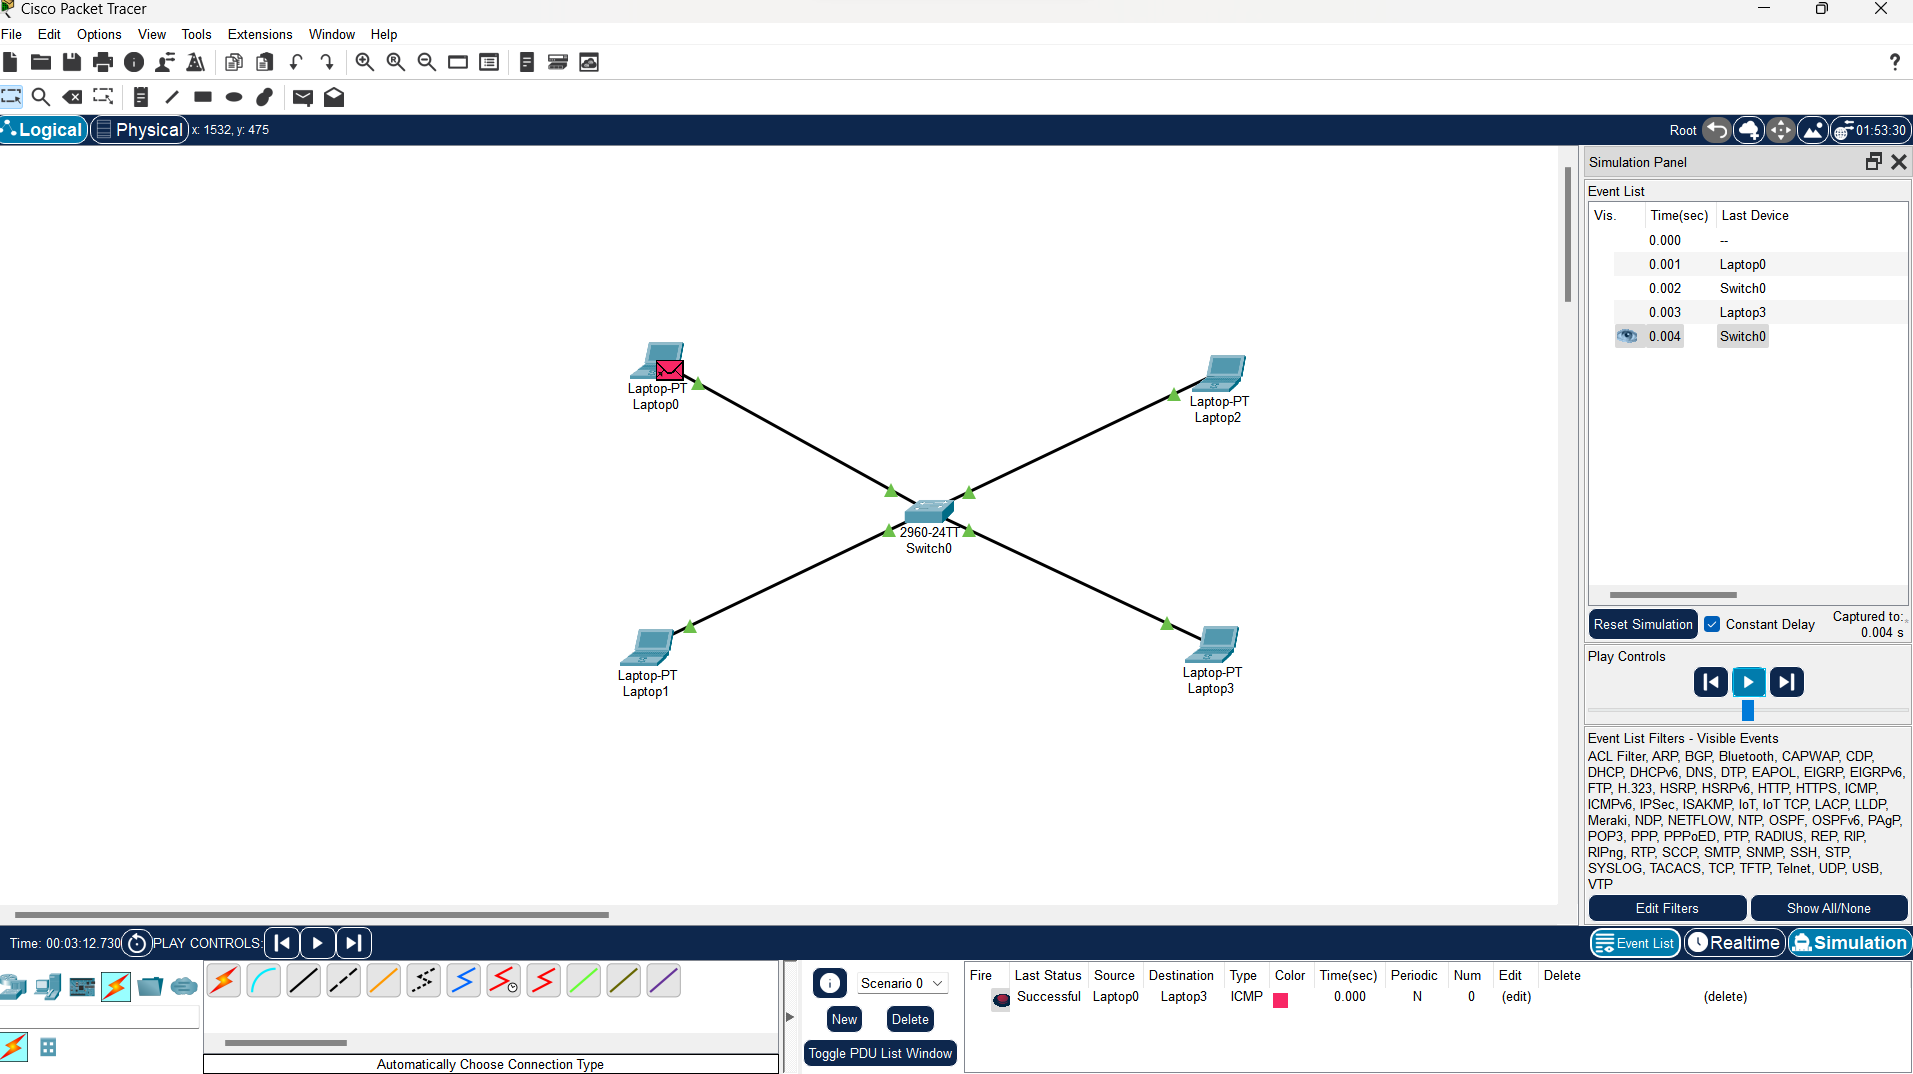 Cisco Packet Tracer
File Edit Options View Tools Extensions Window Help
?
Logical Physical x: 1532, y: 475 Root 01:53:30
Simulation Panel
Event List
Vis. Time(sec) Last Device
0.000 --
0.001 Laptop0
0.002 Switch0
0.003 Laptop3
0.004 Switch0
Laptop-PT
Laptop0
Laptop-PT
Laptop2
2960-24TT
Switch0
Laptop-PT
Laptop1
Laptop-PT
Laptop3
Reset Simulation Constant Delay Captured to:
0.004 s
Play Controls
Event List Filters - Visible Events
ACL Filter, ARP, BGP, Bluetooth, CAPWAP, CDP,
DHCP, DHCPv6, DNS, DTP, EAPOL, EIGRP, EIGRPv6,
FTP, H.323, HSRP, HSRPv6, HTTP, HTTPS, ICMP,
ICMPv6, IPSec, ISAKMP, IoT, IoT TCP, LACP, LLDP,
Meraki, NDP, NETFLOW, NTP, OSPF, OSPFv6, PAgP,
POP3, PPP, PPPoED, PTP, RADIUS, REP, RIP,
RIPng, RTP, SCCP, SMTP, SNMP, SSH, STP,
SYSLOG, TACACS, TCP, TFTP, Telnet, UDP, USB,
VTP
Edit Filters Show All/None
Time: 00:03:12.730 PLAY CONTROLS: Event List Realtime Simulation
Scenario 0
New Delete
Toggle PDU List Window
Fire Last Status Source Destination Type Color Time(sec) Periodic Num Edit Delete
Successful Laptop0 Laptop3 ICMP 0.000 N 0 (edit) (delete)
Automatically Choose Connection Type